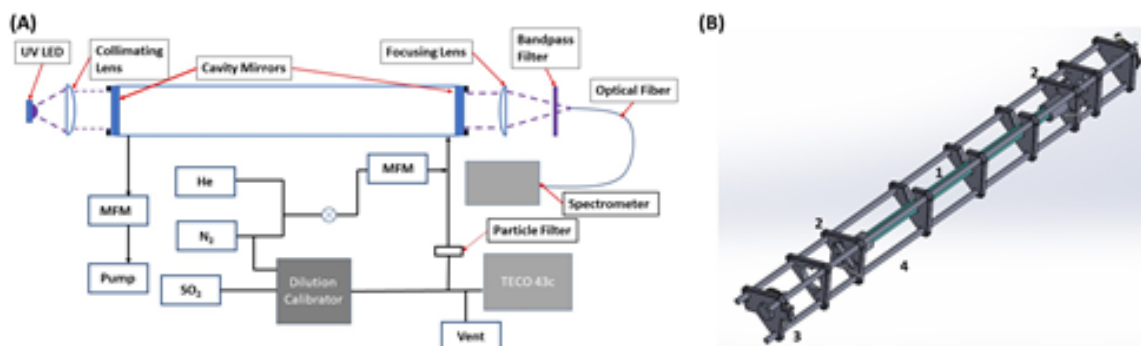 (A)
UV LED
Collimating
Lens
Cavity Mirrors
Focusing Lens
Bandpass
Filter
Optical Fiber
He
MFM
MFM
N2
Spectrometer
Particle Filter
Pump
SO2
Dilution
Calibrator
TECO 43c
Vent
(B)
2
1
2
4
3